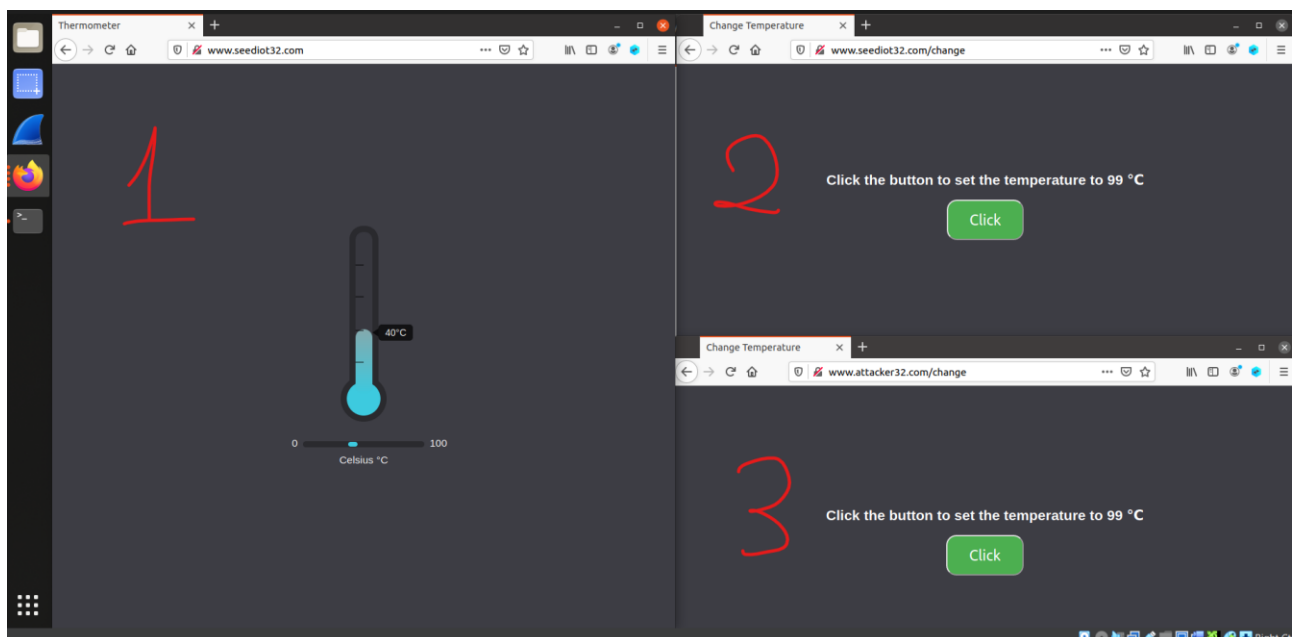 Thermometer
www.seediot32.com
1
40°C
0 100
Celsius °C
Change Temperature
www.seediot32.com/change
2
Click the button to set the temperature to 99 °C
Click
Change Temperature
www.attacker32.com/change
3
Click the button to set the temperature to 99 °C
Click